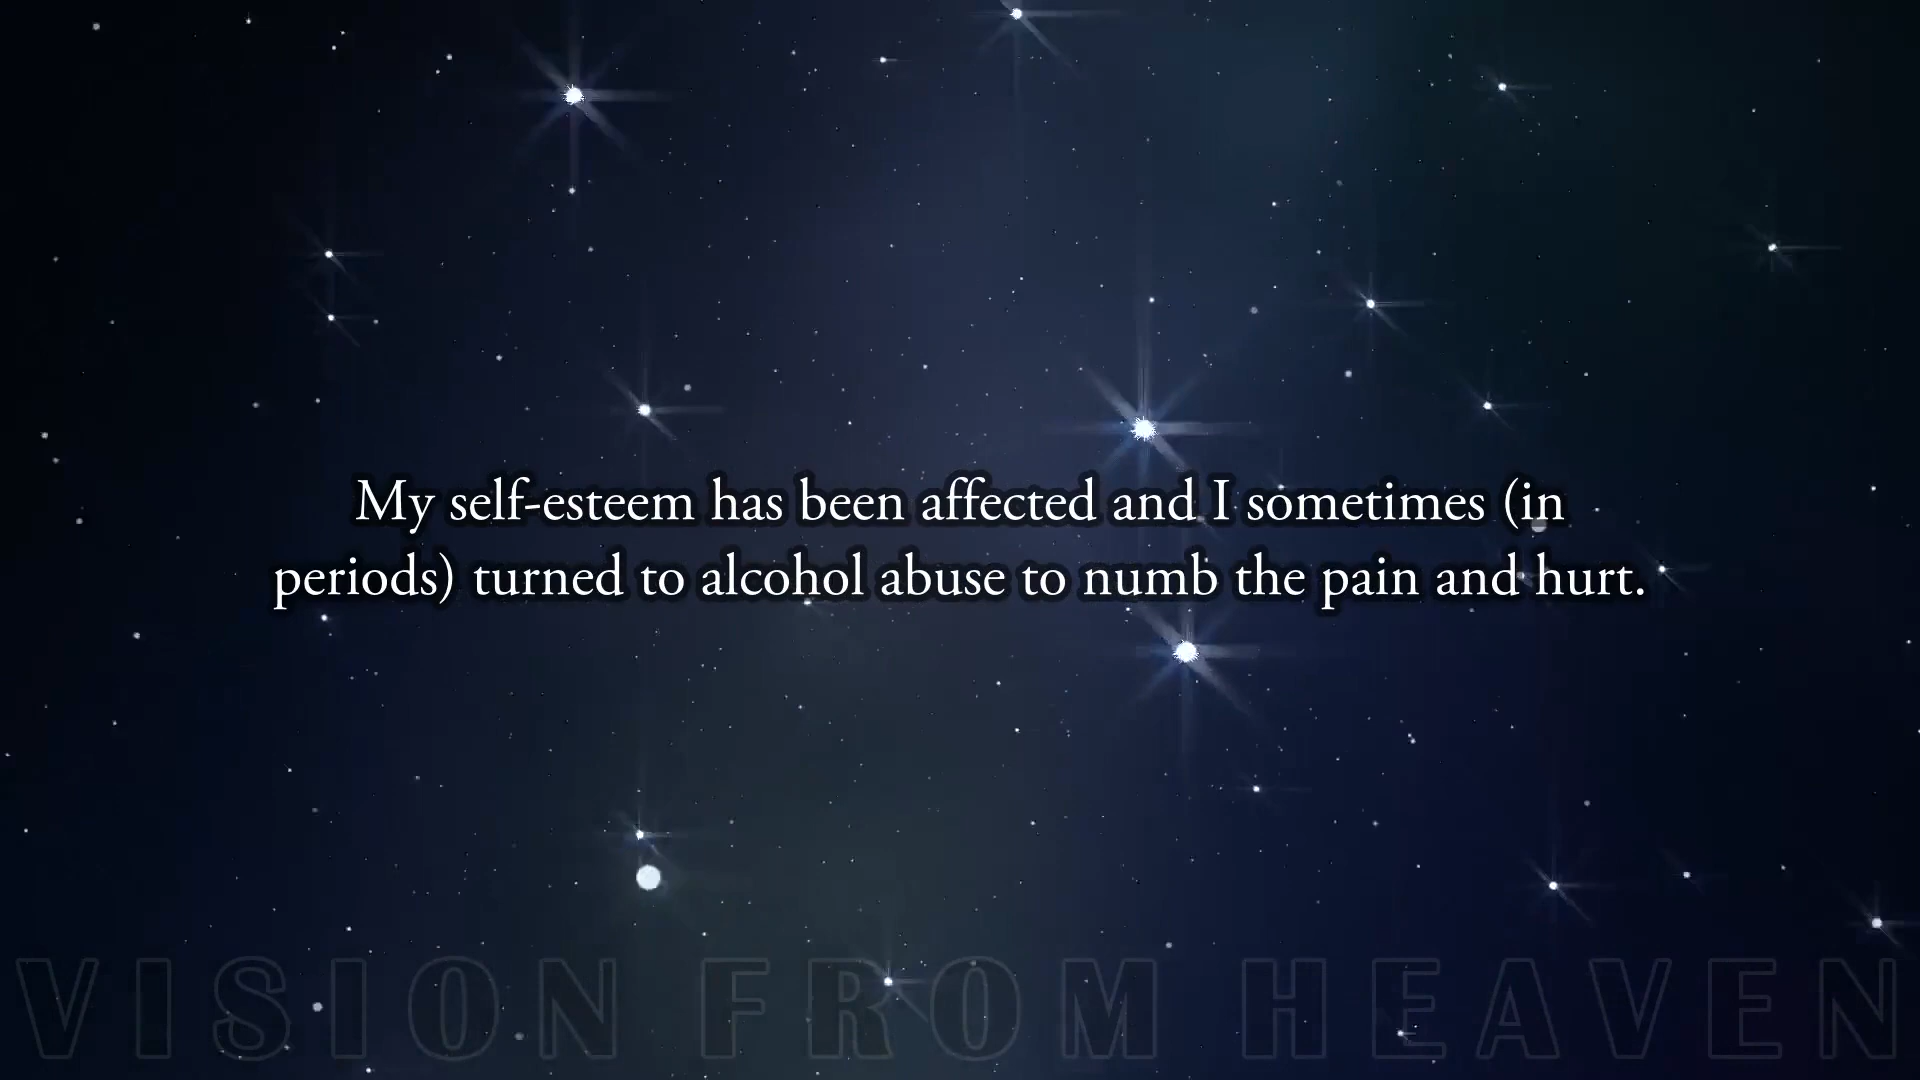 My self-esteem has been affected and I sometimes (in
periods) turned to alcohol abuse to numb the pain and hurt.
VISION FROM HEAVEN